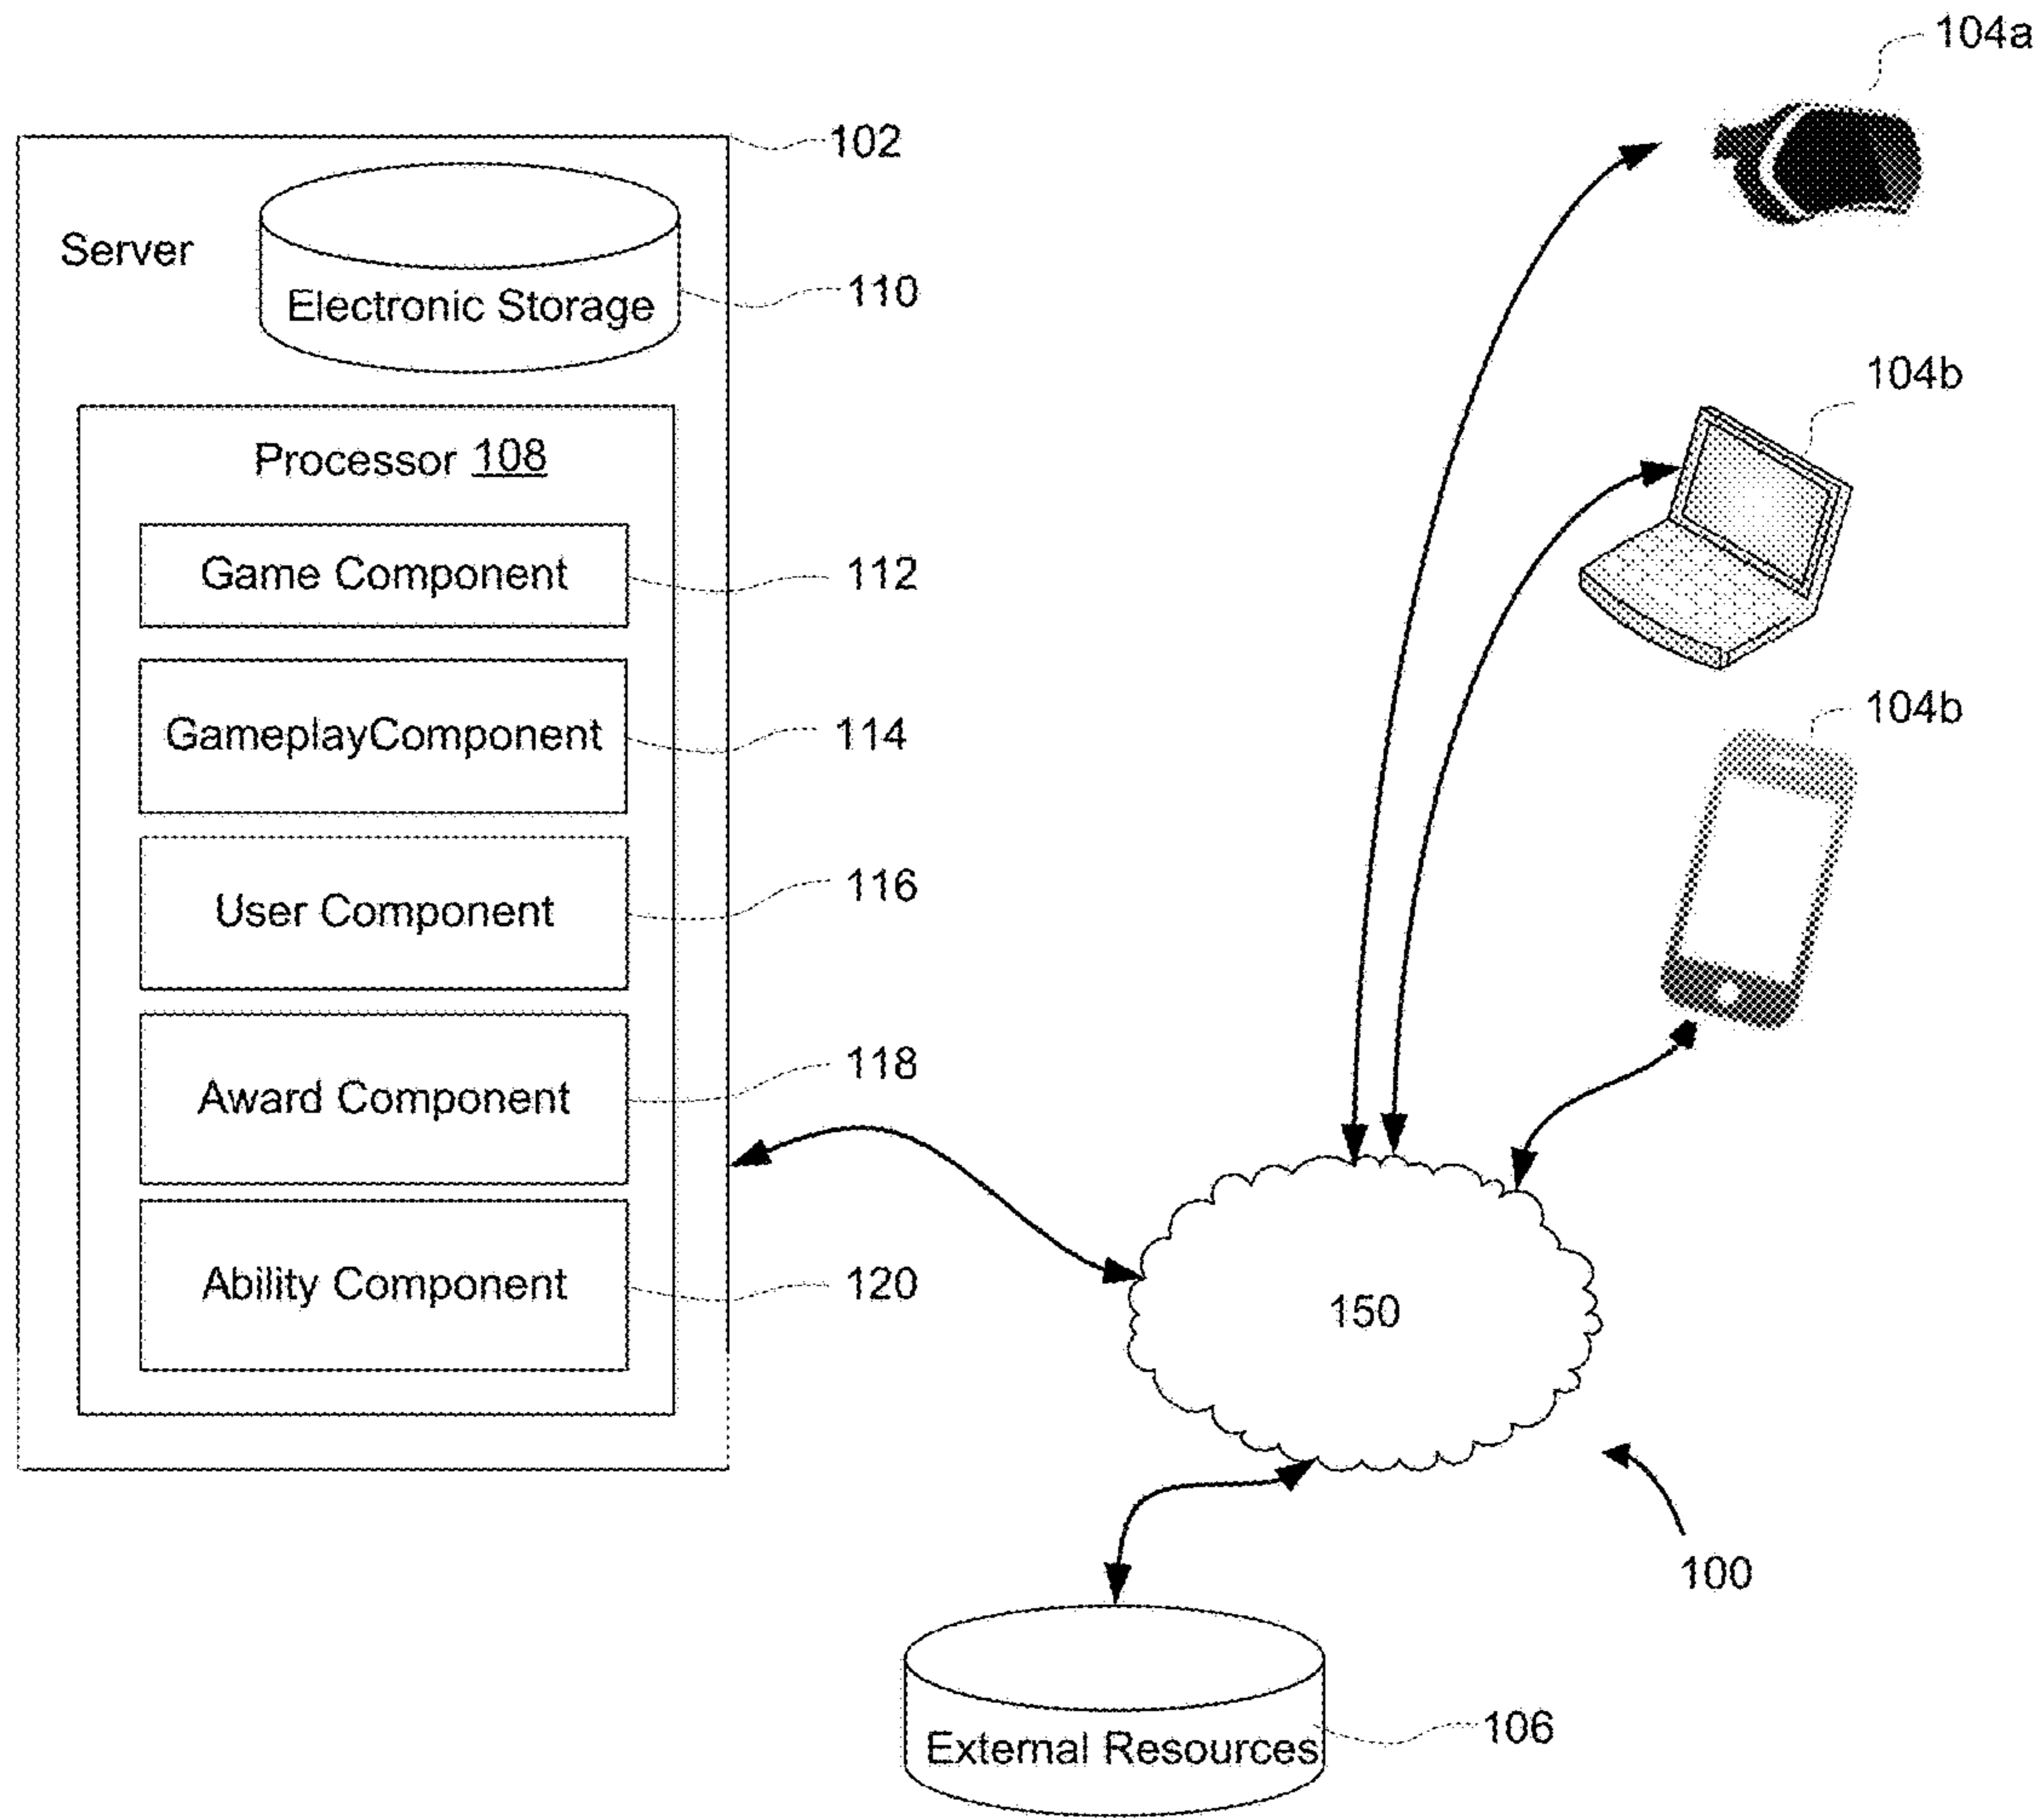 104a
102
Server
Electronic Storage
110
104b
Processor 108
Game Component
112
104b
GameplayComponent
114
User Component
116
Award Component
118
Ability Component
120
150
100
External Resources
106